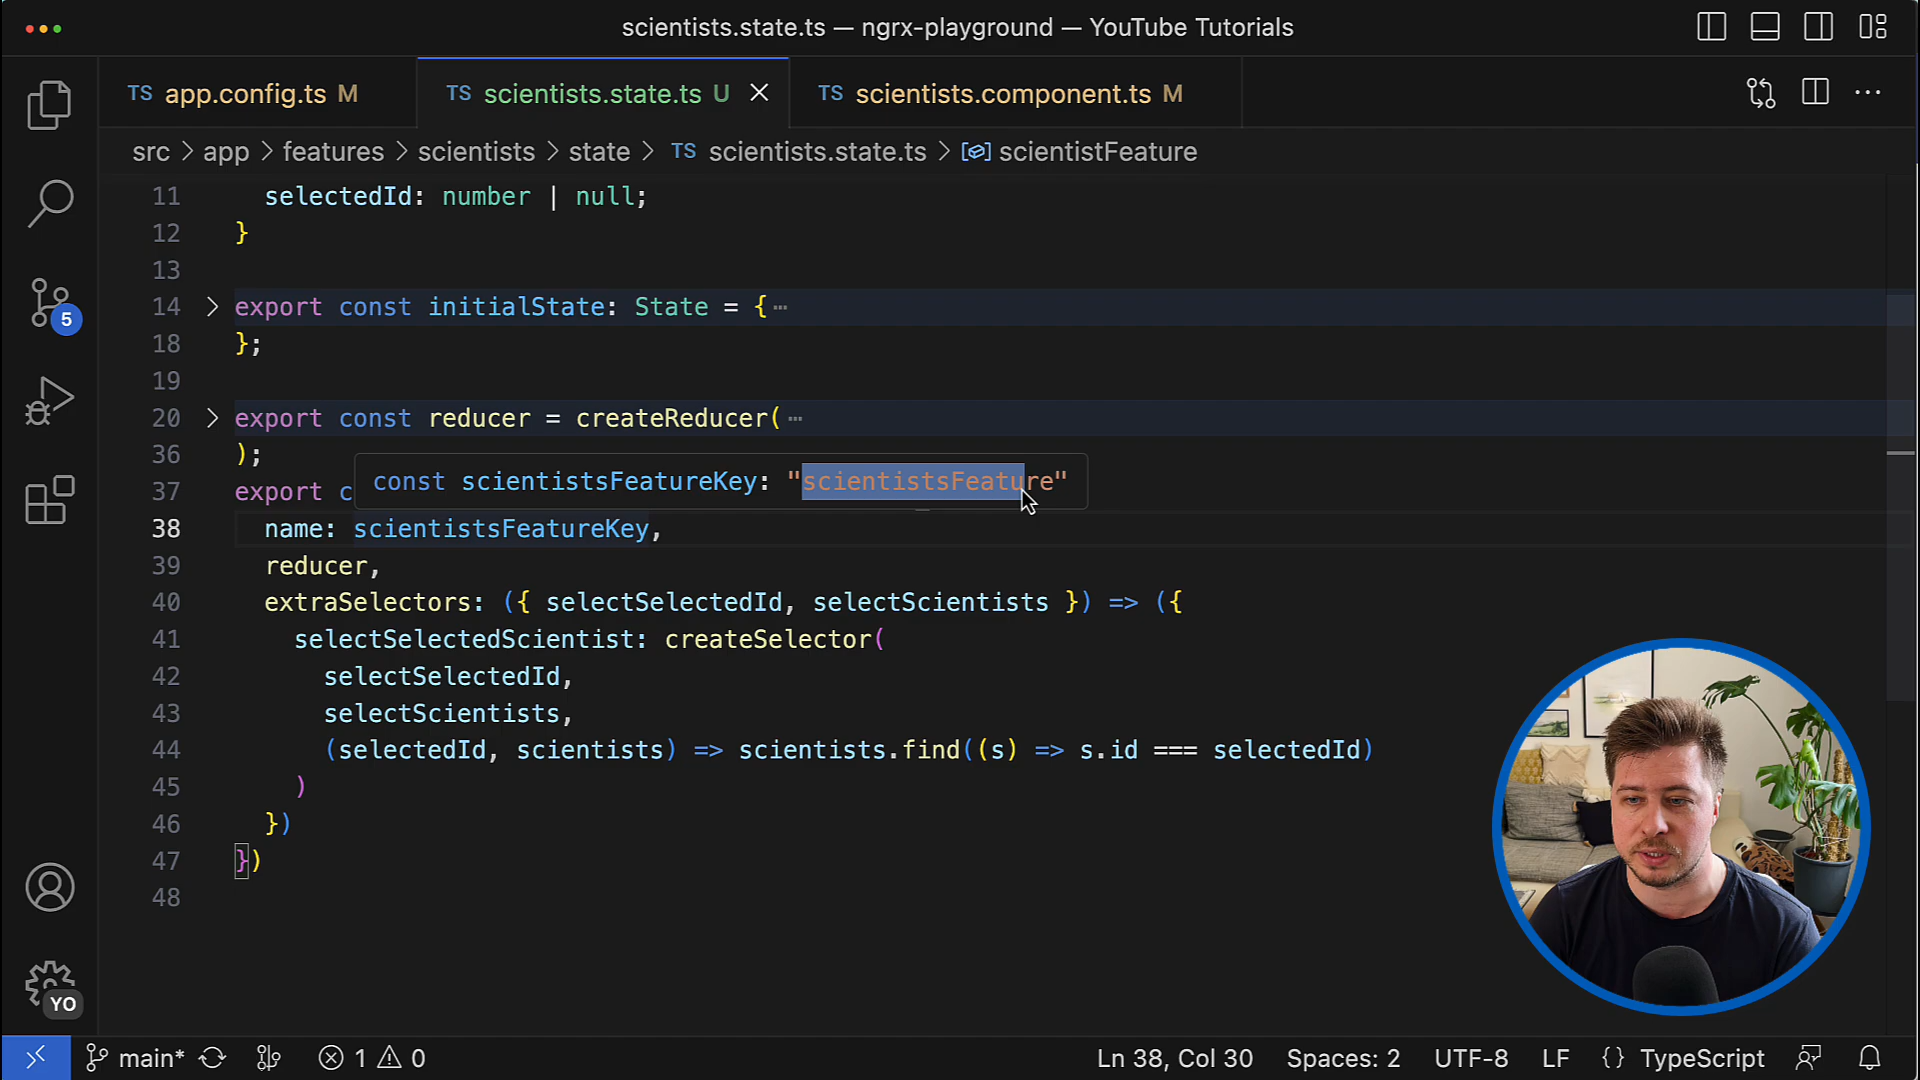 scientists.state.ts — ngrx-playground — YouTube Tutorials
TS app.config.ts M
TS scientists.state.ts U
TS scientists.component.ts M
src > app > features > scientists > state > TS scientists.state.ts > scientistFeature
11 selectedId: number | null;
12 }
13
14 export const initialState: State = {⋯
18 };
19
20 export const reducer = createReducer(⋯
36 );
const scientistsFeatureKey: "scientistsFeature"
37 export c
38 name: scientistsFeatureKey,
39 reducer,
40 extraSelectors: ({ selectSelectedId, selectScientists }) => ({
41 selectSelectedScientist: createSelector(
42 selectSelectedId,
43 selectScientists,
44 (selectedId, scientists) => scientists.find((s) => s.id === selectedId)
45 )
46 })
47 })
48
5
YO
main* 1 0 Ln 38, Col 30 Spaces: 2 UTF-8 LF {} TypeScript